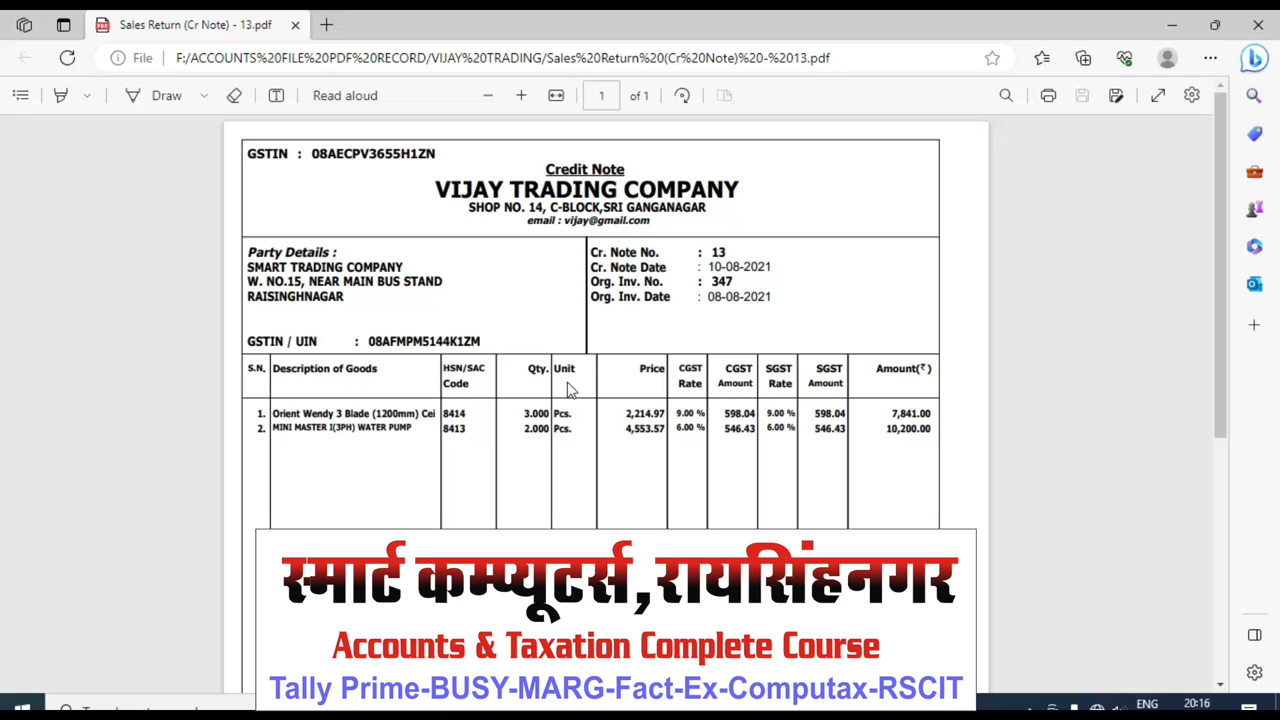 Sales Return (Cr Note) - 13.pdf
File F:/ACCOUNTS%20FILE%20PDF%20RECORD/VIJAY%20TRADING/Sales%20Return%20(Cr%20Note)%20-%2013.pdf
Draw Read aloud 1 of 1
GSTIN : 08AECPV3655H1ZN
Credit Note
VIJAY TRADING COMPANY
SHOP NO. 14, C-BLOCK,SRI GANGANAGAR
email : vijay@gmail.com
Party Details :
SMART TRADING COMPANY
W. NO.15, NEAR MAIN BUS STAND
RAISINGHNAGAR
GSTIN / UIN : 08AFMPM5144K1ZM
Cr. Note No. : 13
Cr. Note Date : 10-08-2021
Org. Inv. No. : 347
Org. Inv. Date : 08-08-2021
S.N. Description of Goods HSN/SAC Code Qty. Unit Price CGST Rate CGST Amount SGST Rate SGST Amount Amount(₹)
1. Orient Wendy 3 Blade (1200mm) Cei 8414 3.000 Pcs. 2,214.97 9.00 % 598.04 9.00 % 598.04 7,841.00
2. MINI MASTER I(3PH) WATER PUMP 8413 2.000 Pcs. 4,553.57 6.00 % 546.43 6.00 % 546.43 10,200.00
स्मार्ट कम्प्यूटर्स,रायसिंहनगर
Accounts & Taxation Complete Course
Tally Prime-BUSY-MARG-Fact-Ex-Computax-RSCIT
ENG 20:16